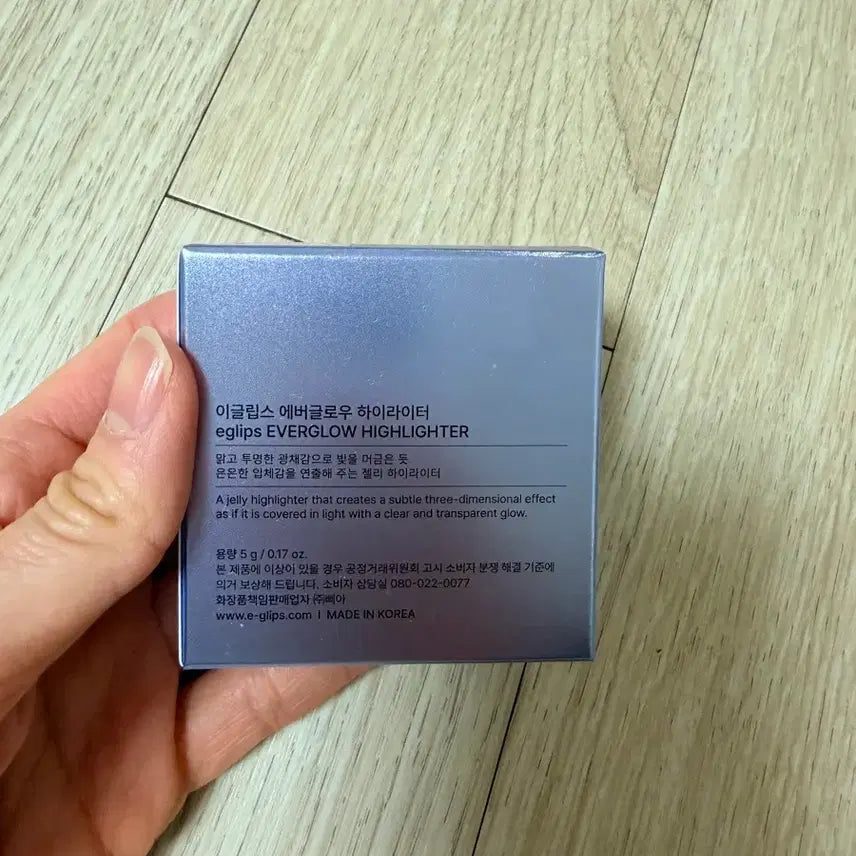 이글립스 에버글로우 하이라이터
eglips EVERGLOW HIGHLIGHTER
맑고 투명한 광채감으로 빛을 머금은 듯
은은한 입체감을 연출해 주는 젤리 하이라이터
A jelly highlighter that creates a subtle three-dimensional effect
as if it is covered in light with a clear and transparent glow.
용량 5 g / 0.17 oz.
본 제품에 이상이 있을 경우 공정거래위원회 고시 소비자 분쟁 해결 기준에
의거 보상해 드립니다. 소비자 상담실 080-022-0077
화장품책임판매업자 ㈜삐아
www.e-glips.com | MADE IN KOREA